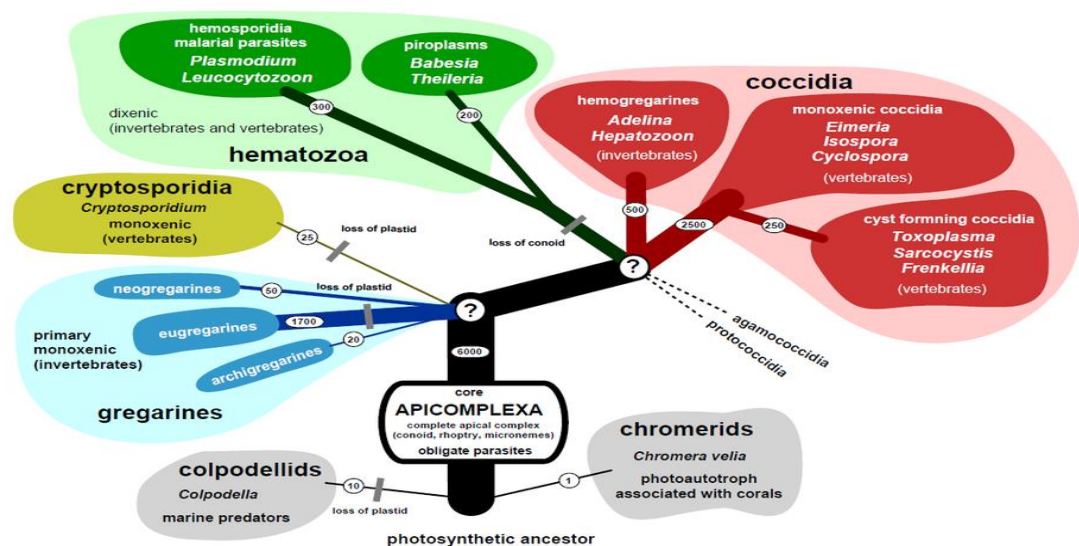 hemosporidia
malarial parasites
Plasmodium
Leucocytozoon
piroplasms
Babesia
Theileria
300
200
dixenic
(invertebrates and vertebrates)
hematozoa
coccidia
hemogregarines
Adelina
Hepatozoon
(invertebrates)
monoxenic coccidia
Eimeria
Isospora
Cyclospora
(vertebrates)
500
2500
250
cyst formning coccidia
Toxoplasma
Sarcocystis
Frenkellia
(vertebrates)
cryptosporidia
Cryptosporidium
monoxenic
(vertebrates)
25
loss of plastid
loss of conoid
?
agamococcidia
protococcidia
neogregarines
50
loss of plastid
?
eugregarines
1700
primary
monoxenic
(invertebrates)
archigregarines
20
gregarines
6000
core
APICOMPLEXA
complete apical complex
(conoid, rhoptry, micronemes)
obligate parasites
colpodellids
Colpodella
marine predators
10
loss of plastid
1
chromerids
Chromera velia
photoautotroph
associated with corals
photosynthetic ancestor